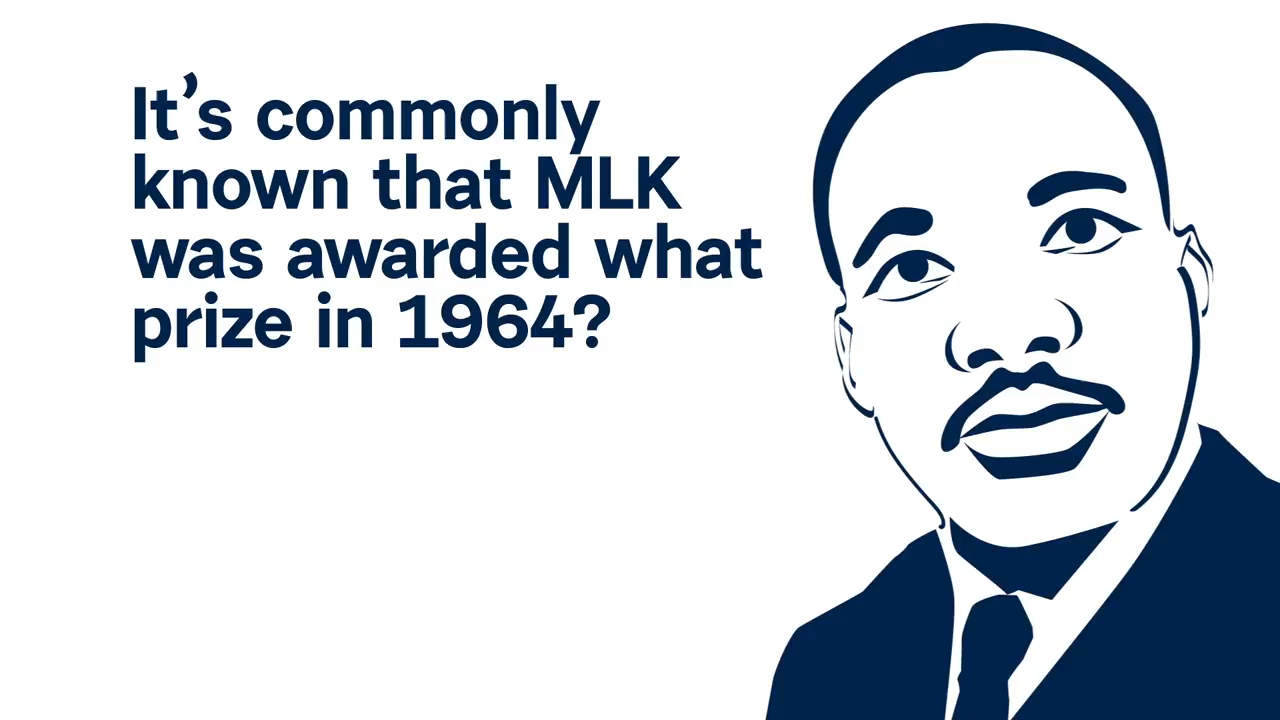 It’s commonly
known that MLK
was awarded what
prize in 1964?